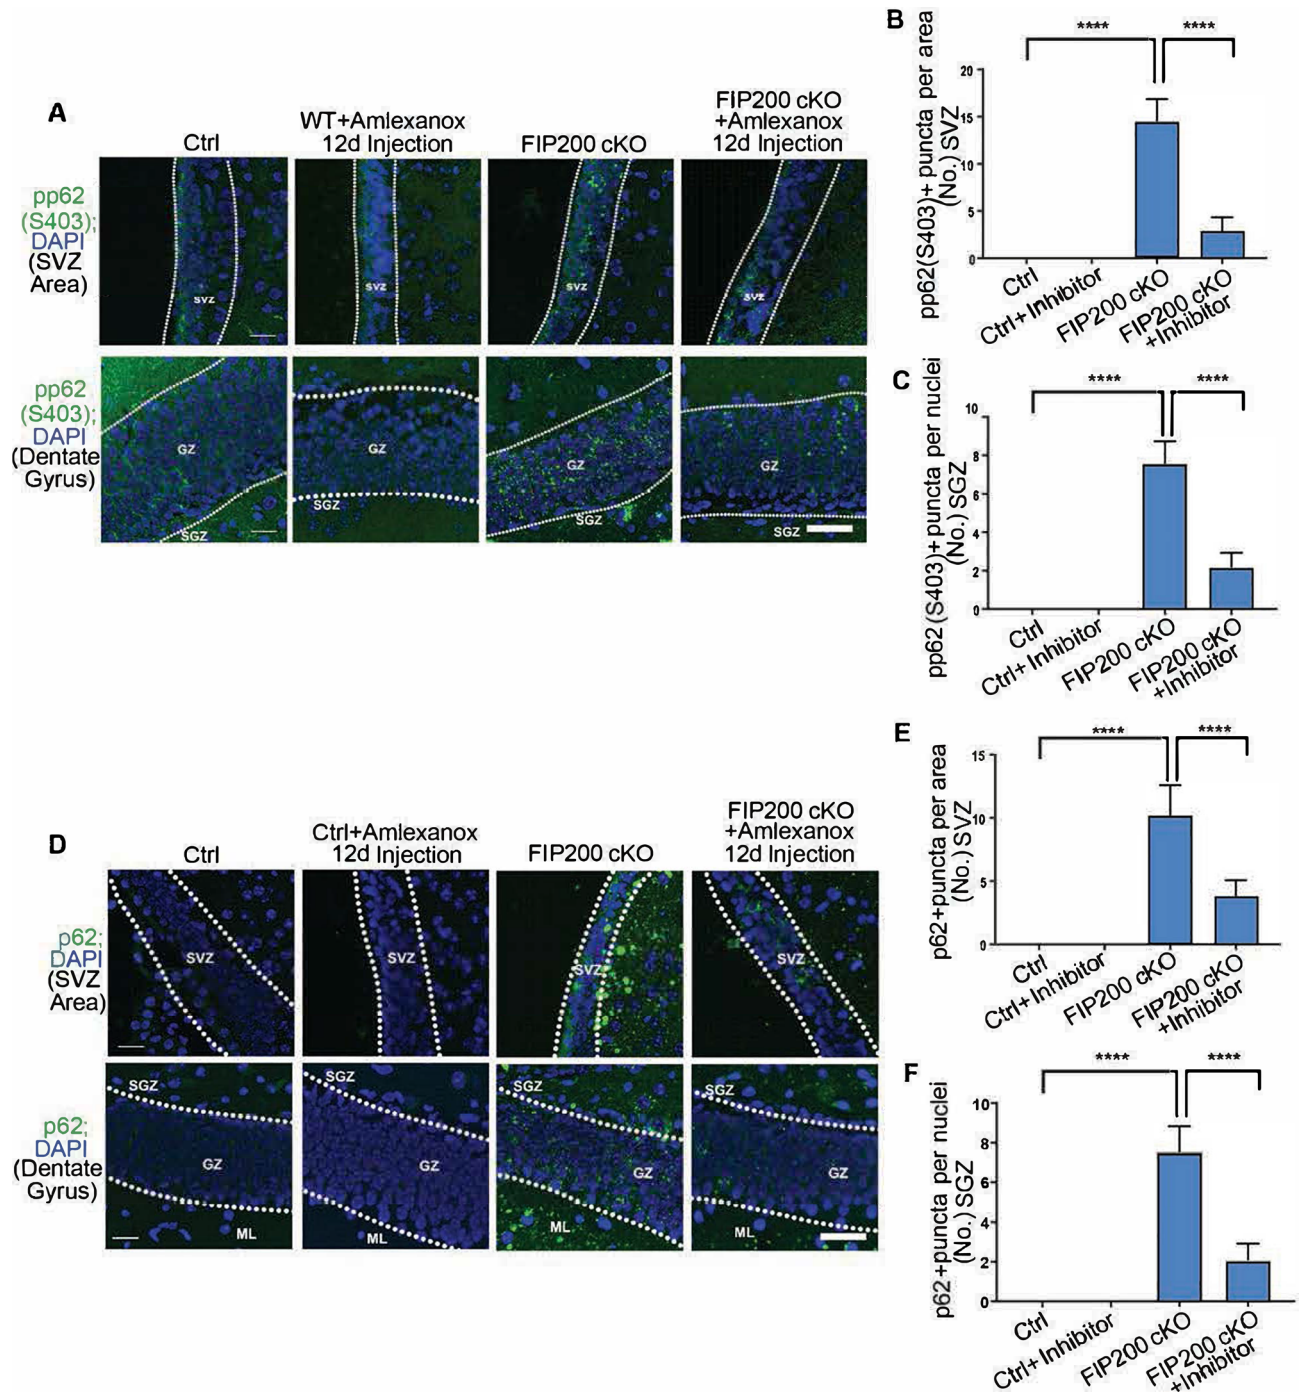 A
Ctrl
WT+Amlexanox
12d Injection
FIP200 cKO
FIP200 cKO
+Amlexanox
12d Injection
pp62
(S403);
DAPI
(SVZ
Area)
SVZ
SVZ
SVZ
SVZ
pp62
(S403);
DAPI
(Dentate
Gyrus)
GZ
SGZ
GZ
SGZ
GZ
SGZ
GZ
SGZ
B
pp62(S403)+ puncta per area
(No.) SVZ
****
****
20
15
10
5
0
Ctrl
Ctrl+Inhibitor
FIP200 cKO
FIP200 cKO
+Inhibitor
C
pp62(S403)+puncta per nuclei
(No.) SGZ
****
****
10
8
6
4
2
0
Ctrl
Ctrl+Inhibitor
FIP200 cKO
FIP200 cKO
+Inhibitor
D
Ctrl
Ctrl+Amlexanox
12d Injection
FIP200 cKO
FIP200 cKO
+Amlexanox
12d Injection
p62;
DAPI
(SVZ
Area)
SVZ
SVZ
SVZ
SVZ
p62;
DAPI
(Dentate
Gyrus)
SGZ
GZ
ML
SGZ
GZ
ML
SGZ
GZ
ML
SGZ
GZ
ML
E
p62+puncta per area
(No.) SVZ
****
****
15
10
5
0
Ctrl
Ctrl+Inhibitor
FIP200 cKO
FIP200 cKO
+Inhibitor
F
p62+puncta per nuclei
(No.) SGZ
****
****
10
8
6
4
2
0
Ctrl
Ctrl+Inhibitor
FIP200 cKO
FIP200 cKO
+Inhibitor